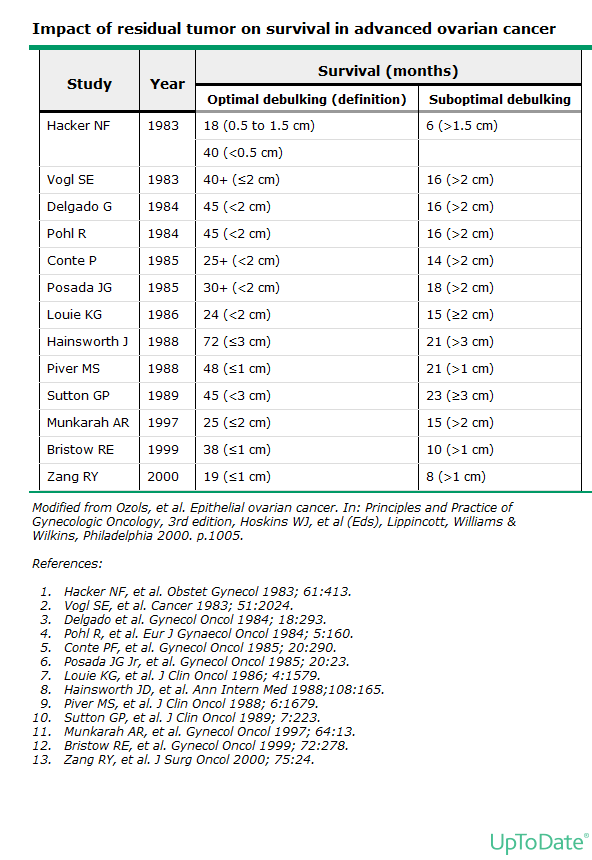 Impact of residual tumor on survival in advanced ovarian cancer
Study Year Survival (months)
Optimal debulking (definition) Suboptimal debulking
Hacker NF 1983 18 (0.5 to 1.5 cm) 6 (>1.5 cm)
40 (<0.5 cm)
Vogl SE 1983 40+ (≤2 cm) 16 (>2 cm)
Delgado G 1984 45 (<2 cm) 16 (>2 cm)
Pohl R 1984 45 (<2 cm) 16 (>2 cm)
Conte P 1985 25+ (<2 cm) 14 (>2 cm)
Posada JG 1985 30+ (<2 cm) 18 (>2 cm)
Louie KG 1986 24 (<2 cm) 15 (≥2 cm)
Hainsworth J 1988 72 (≤3 cm) 21 (>3 cm)
Piver MS 1988 48 (≤1 cm) 21 (>1 cm)
Sutton GP 1989 45 (<3 cm) 23 (≥3 cm)
Munkarah AR 1997 25 (≤2 cm) 15 (>2 cm)
Bristow RE 1999 38 (≤1 cm) 10 (>1 cm)
Zang RY 2000 19 (≤1 cm) 8 (>1 cm)
Modified from Ozols, et al. Epithelial ovarian cancer. In: Principles and Practice of
Gynecologic Oncology, 3rd edition, Hoskins WJ, et al (Eds), Lippincott, Williams &
Wilkins, Philadelphia 2000. p.1005.
References:
1. Hacker NF, et al. Obstet Gynecol 1983; 61:413.
2. Vogl SE, et al. Cancer 1983; 51:2024.
3. Delgado et al. Gynecol Oncol 1984; 18:293.
4. Pohl R, et al. Eur J Gynaecol Oncol 1984; 5:160.
5. Conte PF, et al. Gynecol Oncol 1985; 20:290.
6. Posada JG Jr, et al. Gynecol Oncol 1985; 20:23.
7. Louie KG, et al. J Clin Oncol 1986; 4:1579.
8. Hainsworth JD, et al. Ann Intern Med 1988;108:165.
9. Piver MS, et al. J Clin Oncol 1988; 6:1679.
10. Sutton GP, et al. J Clin Oncol 1989; 7:223.
11. Munkarah AR, et al. Gynecol Oncol 1997; 64:13.
12. Bristow RE, et al. Gynecol Oncol 1999; 72:278.
13. Zang RY, et al. J Surg Oncol 2000; 75:24.
UpToDate®